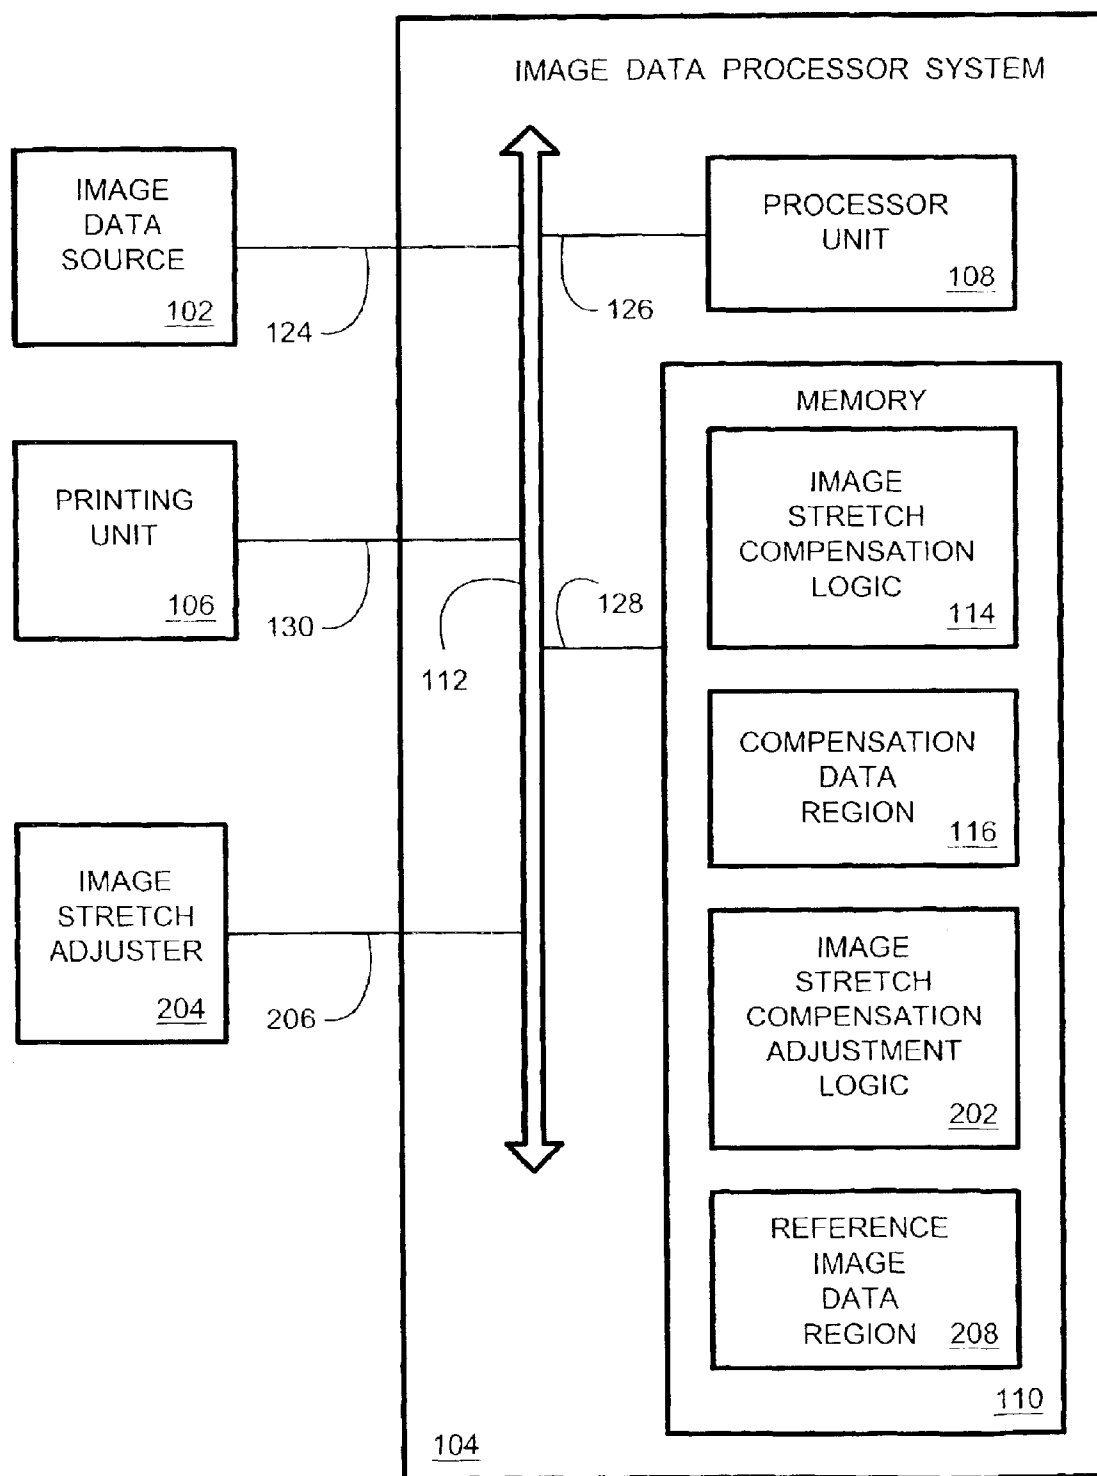 IMAGE DATA PROCESSOR SYSTEM
IMAGE
DATA
SOURCE
102
124
PROCESSOR
UNIT
108
126
PRINTING
UNIT
106
130
112
128
MEMORY
IMAGE
STRETCH
COMPENSATION
LOGIC
114
COMPENSATION
DATA
REGION
116
IMAGE
STRETCH
ADJUSTER
204
206
IMAGE
STRETCH
COMPENSATION
ADJUSTMENT
LOGIC
202
REFERENCE
IMAGE
DATA
REGION
208
110
104